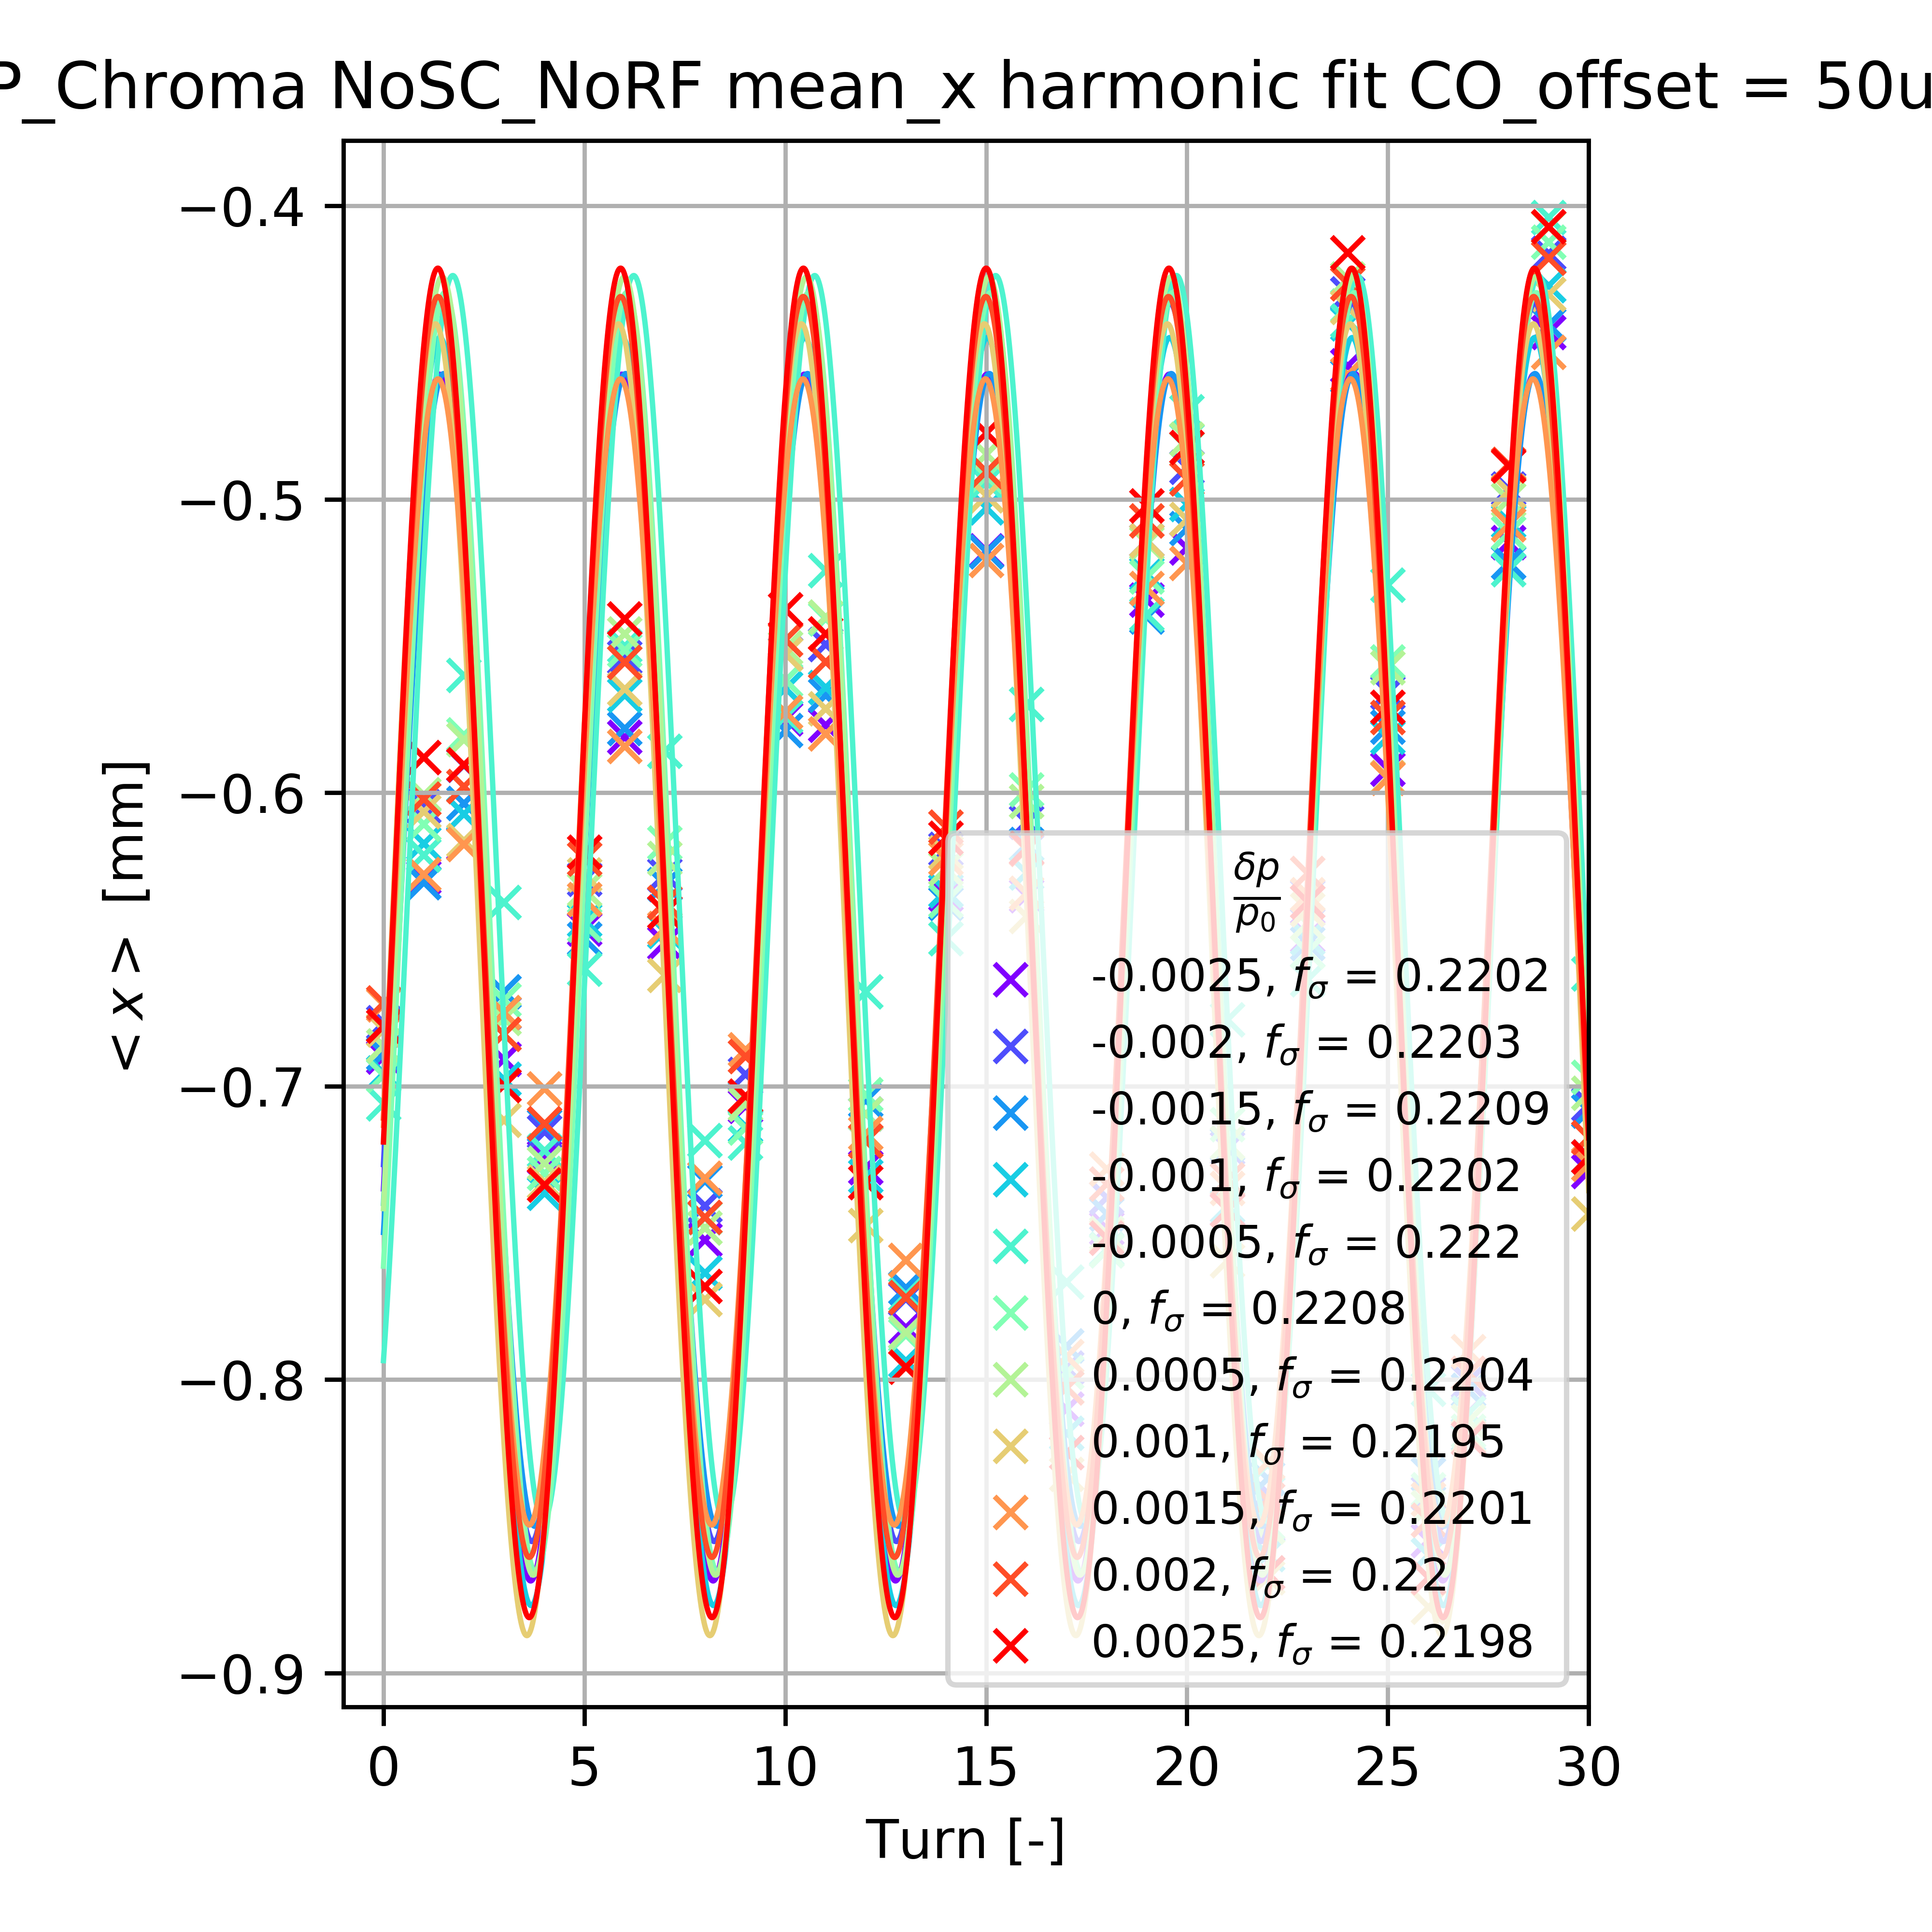 P_Chroma NoSC_NoRF mean_x harmonic fit CO_offset = 50u
−0.4
−0.5
−0.6
−0.7
−0.8
−0.9
< x > [mm]
0 5 10 15 20 25 30
Turn [-]
δp
p₀
-0.0025, fσ = 0.2202
-0.002, fσ = 0.2203
-0.0015, fσ = 0.2209
-0.001, fσ = 0.2202
-0.0005, fσ = 0.222
0, fσ = 0.2208
0.0005, fσ = 0.2204
0.001, fσ = 0.2195
0.0015, fσ = 0.2201
0.002, fσ = 0.22
0.0025, fσ = 0.2198